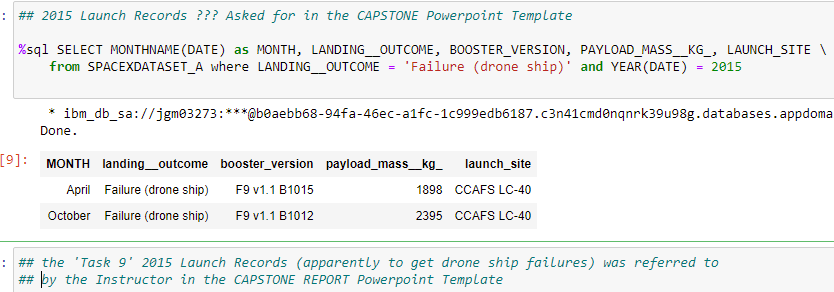 : ## 2015 Launch Records ??? Asked for in the CAPSTONE Powerpoint Template
%sql SELECT MONTHNAME(DATE) as MONTH, LANDING__OUTCOME, BOOSTER_VERSION, PAYLOAD_MASS__KG_, LAUNCH_SITE \
from SPACEXDATASET_A where LANDING__OUTCOME = 'Failure (drone ship)' and YEAR(DATE) = 2015
* ibm_db_sa://jgm03273:***@b0aebb68-94fa-46ec-a1fc-1c999edb6187.c3n41cmd0nqnrk39u98g.databases.appdoma
Done.
[9]: MONTH landing__outcome booster_version payload_mass__kg_ launch_site
April Failure (drone ship) F9 v1.1 B1015 1898 CCAFS LC-40
October Failure (drone ship) F9 v1.1 B1012 2395 CCAFS LC-40
: ## the 'Task 9' 2015 Launch Records (apparently to get drone ship failures) was referred to
## by the Instructor in the CAPSTONE REPORT Powerpoint Template